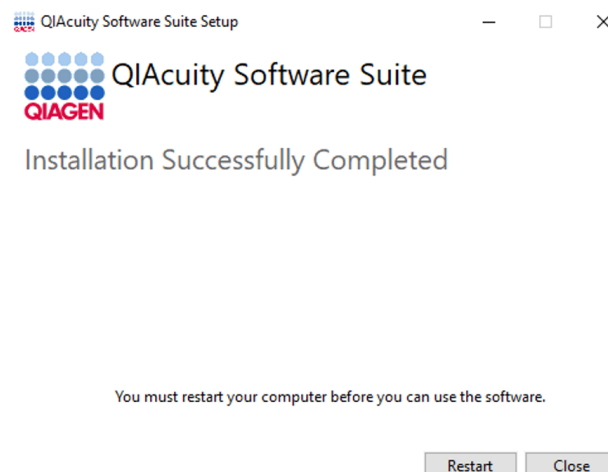 QIAGEN QIAcuity Software Suite Setup
QIAcuity Software Suite
QIAGEN
Installation Successfully Completed
You must restart your computer before you can use the software.
Restart Close